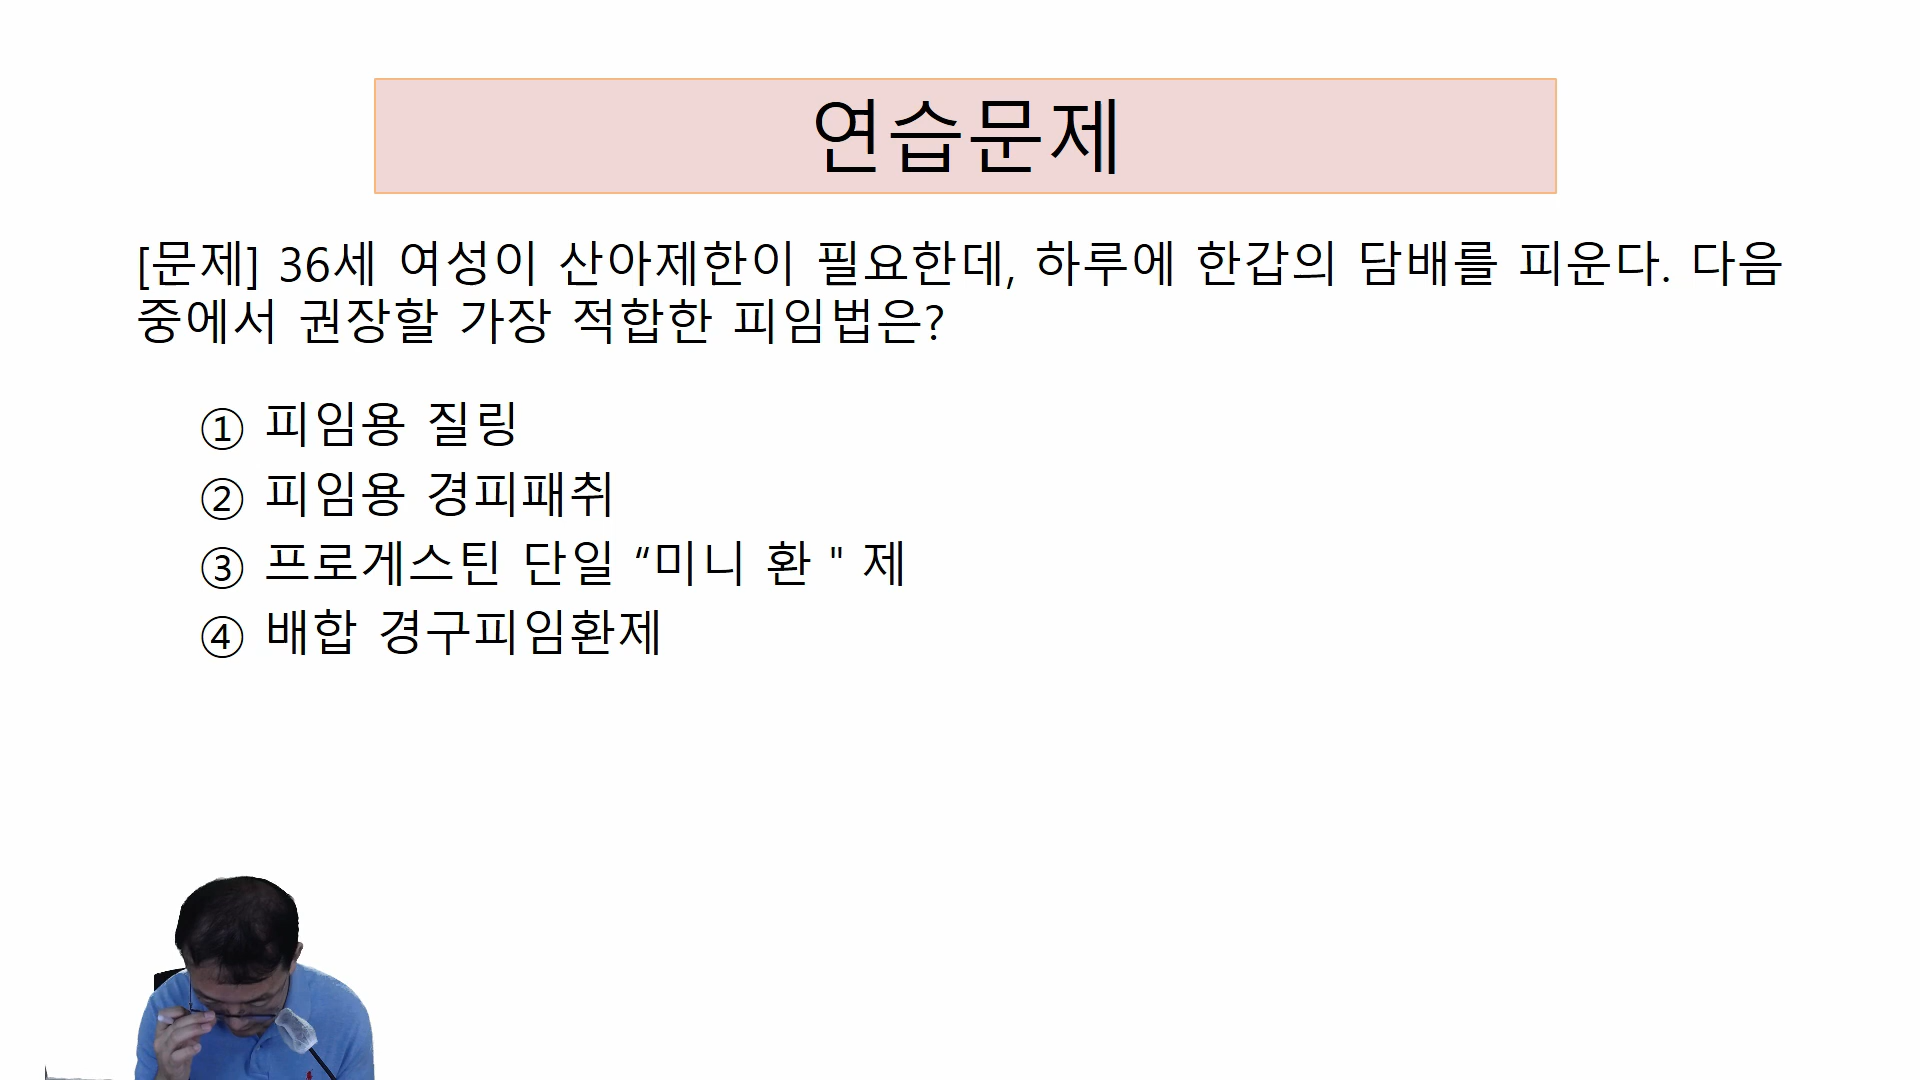 연습문제
[문제] 36세 여성이 산아제한이 필요한데, 하루에 한갑의 담배를 피운다. 다음
중에서 권장할 가장 적합한 피임법은?
① 피임용 질링
② 피임용 경피패취
③ 프로게스틴 단일 “미니 환 " 제
④ 배합 경구피임환제